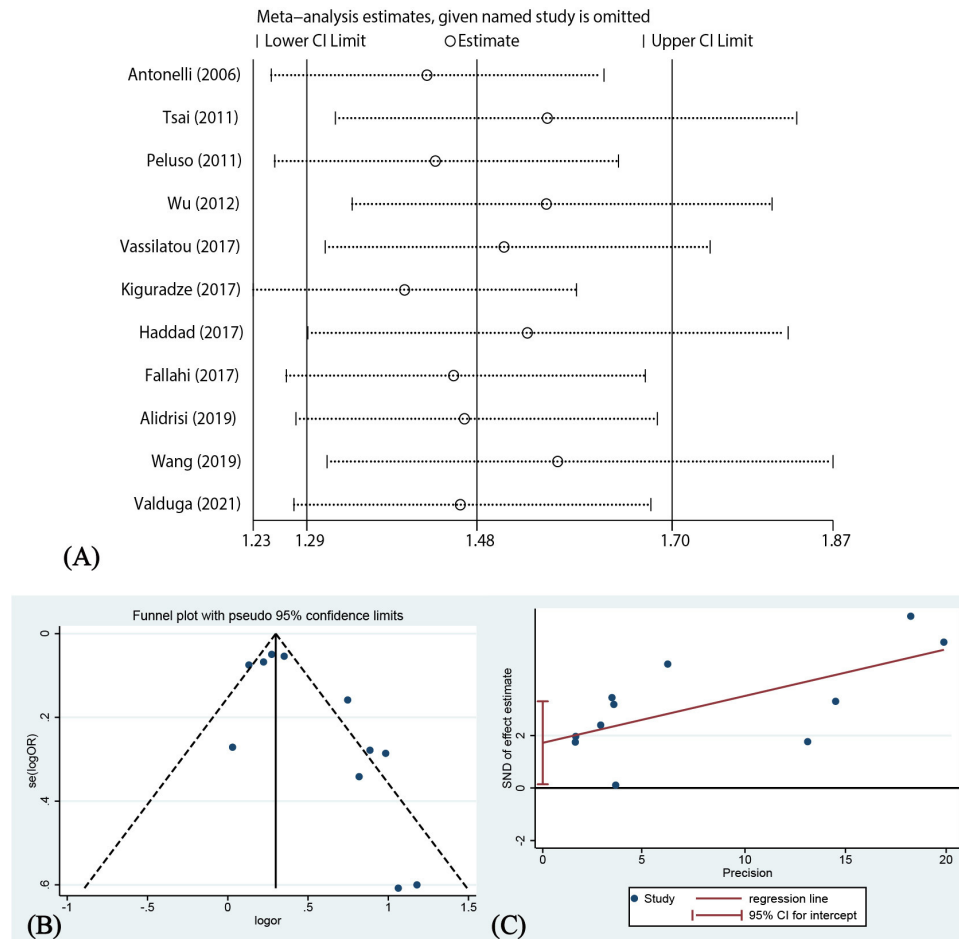 Meta−analysis estimates, given named study is omitted
| Lower CI Limit ○ Estimate | Upper CI Limit
Antonelli (2006)
Tsai (2011)
Peluso (2011)
Wu (2012)
Vassilatou (2017)
Kiguradze (2017)
Haddad (2017)
Fallahi (2017)
Alidrisi (2019)
Wang (2019)
Valduga (2021)
1.23 1.29 1.48 1.70 1.87
(A)
Funnel plot with pseudo 95% confidence limits
0
.2
.4
.6
se(logOR)
-1 -.5 0 .5 1 1.5
logor
(B)
SND of effect estimate
2
0
-2
0 5 10 15 20
Precision
Study regression line
95% CI for intercept
(C)